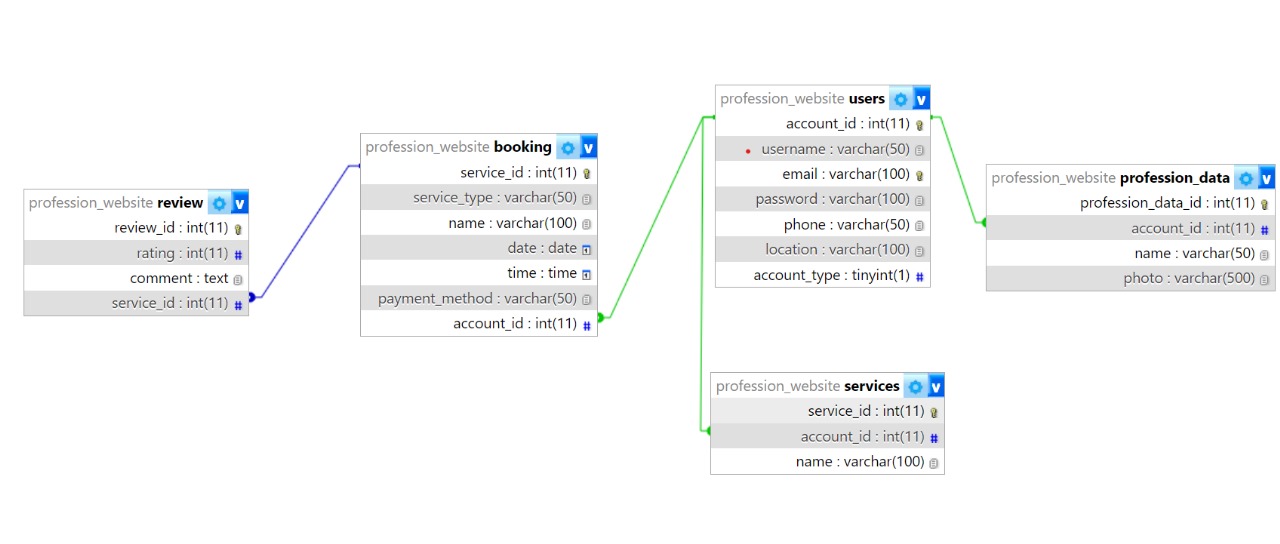 profession_website review v
review_id : int(11)
rating : int(11) #
comment : text
service_id : int(11) #
profession_website booking v
service_id : int(11)
service_type : varchar(50)
name : varchar(100)
date : date
time : time
payment_method : varchar(50)
account_id : int(11) #
profession_website users v
account_id : int(11)
username : varchar(50)
email : varchar(100)
password : varchar(100)
phone : varchar(50)
location : varchar(100)
account_type : tinyint(1) #
profession_website services v
service_id : int(11)
account_id : int(11) #
name : varchar(100)
profession_website profession_data v
profession_data_id : int(11)
account_id : int(11) #
name : varchar(50)
photo : varchar(500)